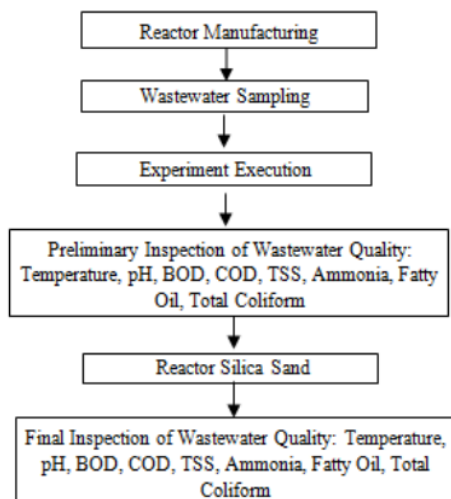 Reactor Manufacturing
Wastewater Sampling
Experiment Execution
Preliminary Inspection of Wastewater Quality:
Temperature, pH, BOD, COD, TSS, Ammonia, Fatty
Oil, Total Coliform
Reactor Silica Sand
Final Inspection of Wastewater Quality: Temperature,
pH, BOD, COD, TSS, Ammonia, Fatty Oil, Total
Coliform